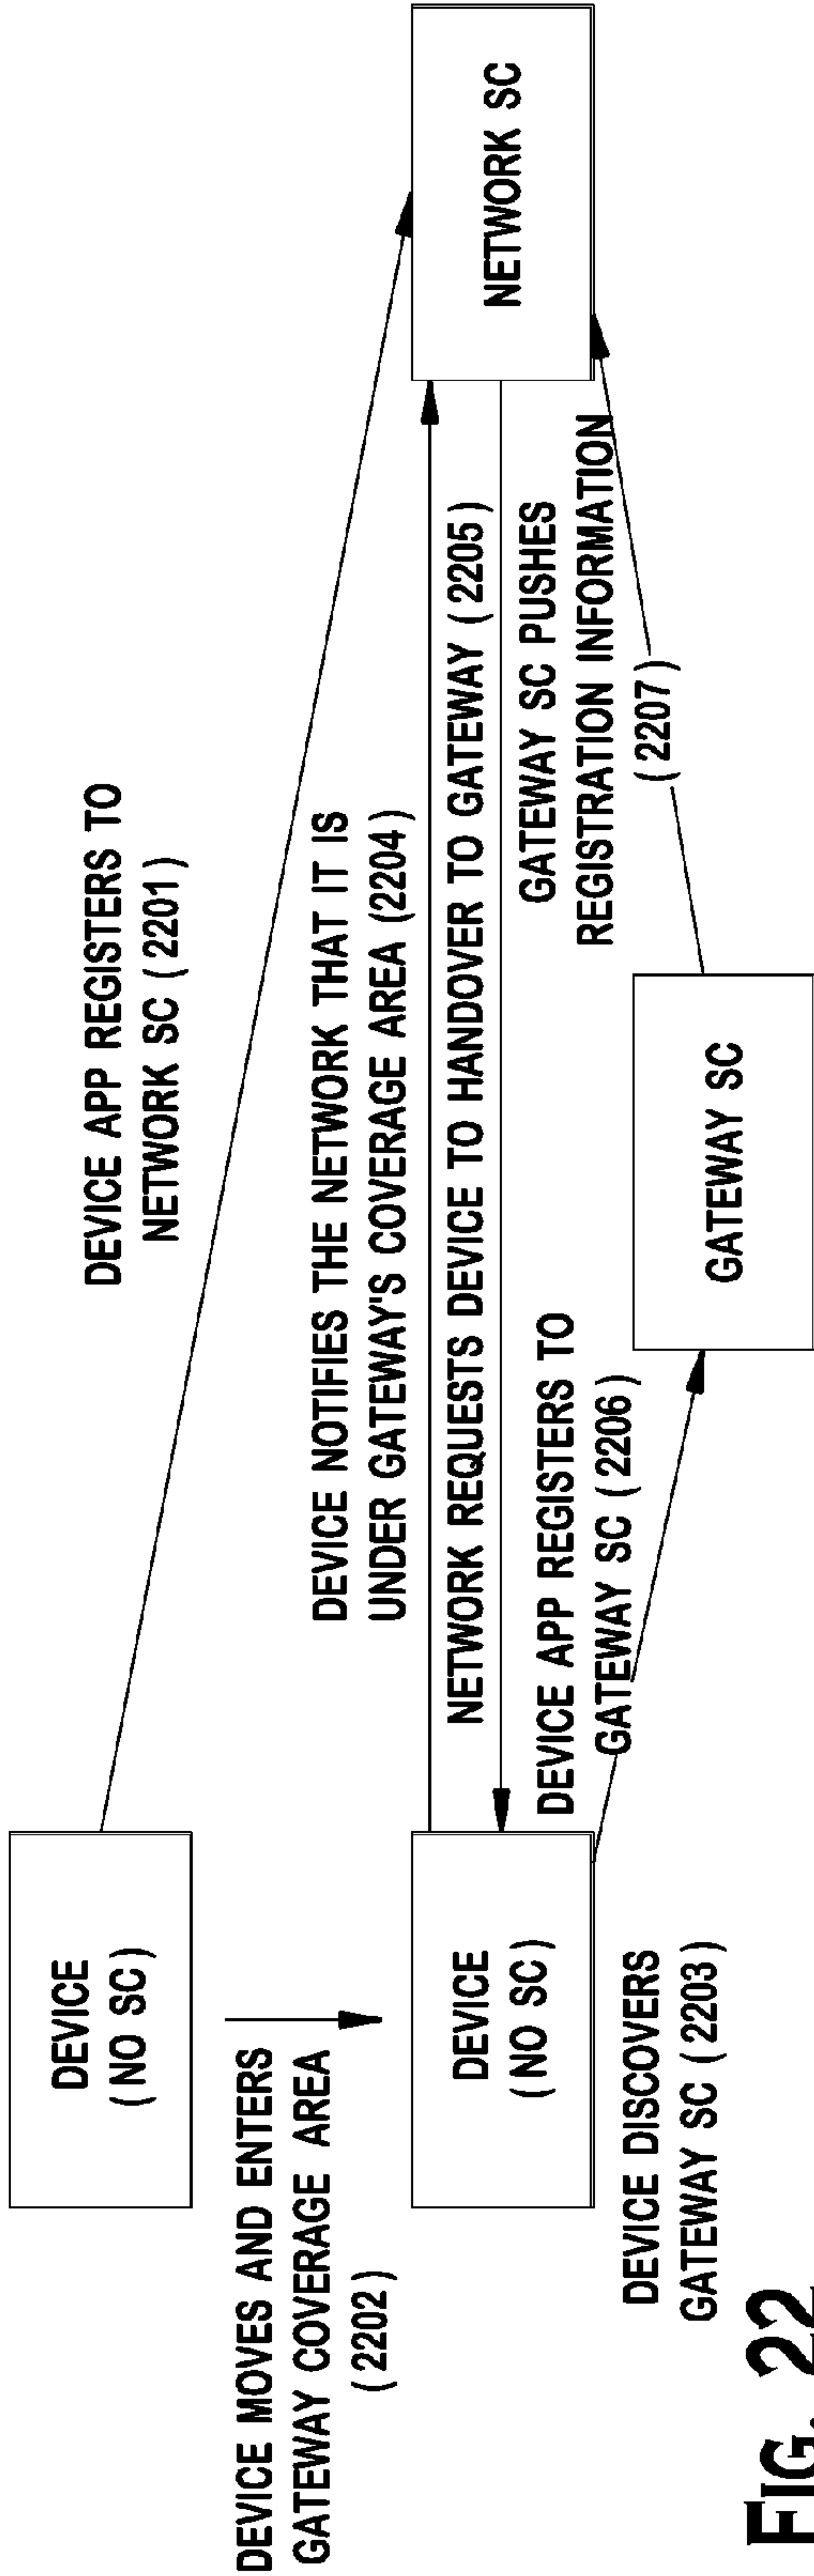 DEVICE
(NO SC)
DEVICE APP REGISTERS TO
NETWORK SC (2201)
DEVICE MOVES AND ENTERS
GATEWAY COVERAGE AREA
(2202)
DEVICE NOTIFIES THE NETWORK THAT IT IS
UNDER GATEWAY'S COVERAGE AREA (2204)
DEVICE
(NO SC)
NETWORK SC
NETWORK REQUESTS DEVICE TO HANDOVER TO GATEWAY (2205)
DEVICE APP REGISTERS TO
GATEWAY SC (2206)
GATEWAY SC PUSHES
REGISTRATION INFORMATION
(2207)
DEVICE DISCOVERS
GATEWAY SC (2203)
GATEWAY SC
FIG. 22